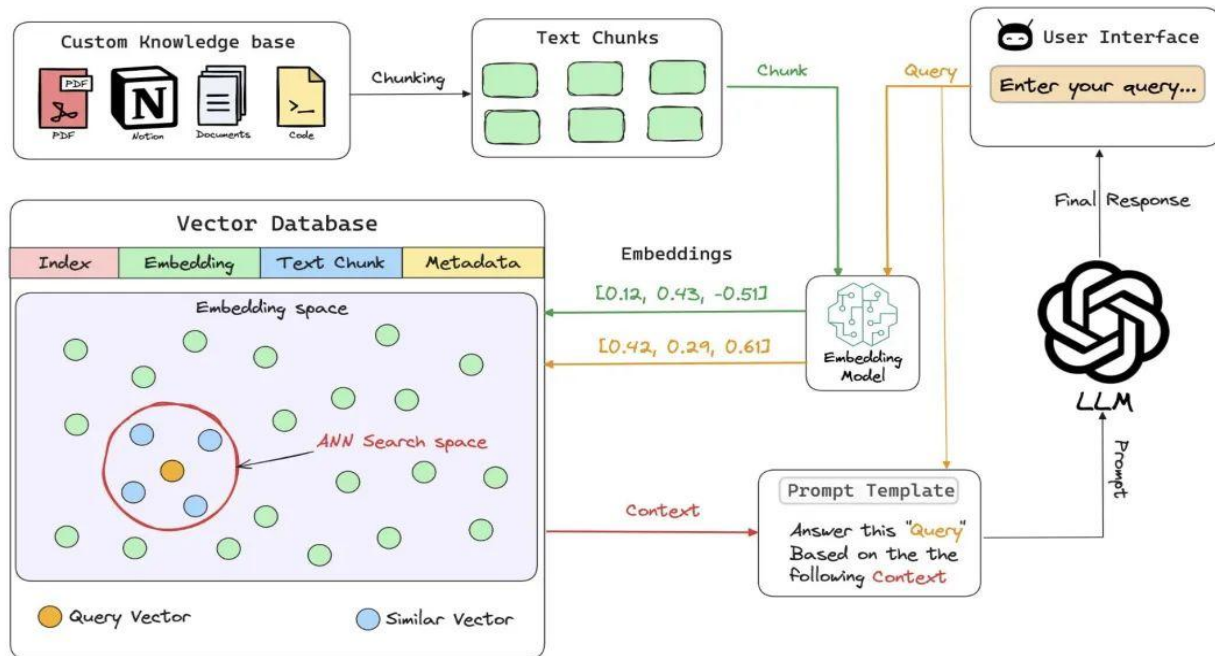 Custom Knowledge base
PDF
PDF
N
Notion
Documents
Code
Chunking
Text Chunks
Chunk
Query
User Interface
Enter your query...
Vector Database
Index
Embedding
Text Chunk
Metadata
Embedding space
ANN Search space
Query Vector
Similar Vector
Embeddings
[0.12, 0.43, -0.51]
[0.42, 0.29, 0.61]
Embedding
Model
Final Response
LLM
Prompt
Context
Prompt Template
Answer this "Query"
Based on the the
following Context